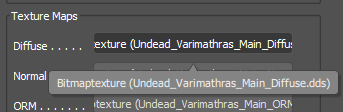 Texture Maps
Diffuse . . . . . exture (Undead_Varimathras_Main_Diffus
Bitmaptexture (Undead_Varimathras_Main_Diffuse.dds)
Normal
ORM . . . . . texture (Undead_Varimathras_Main_ORM